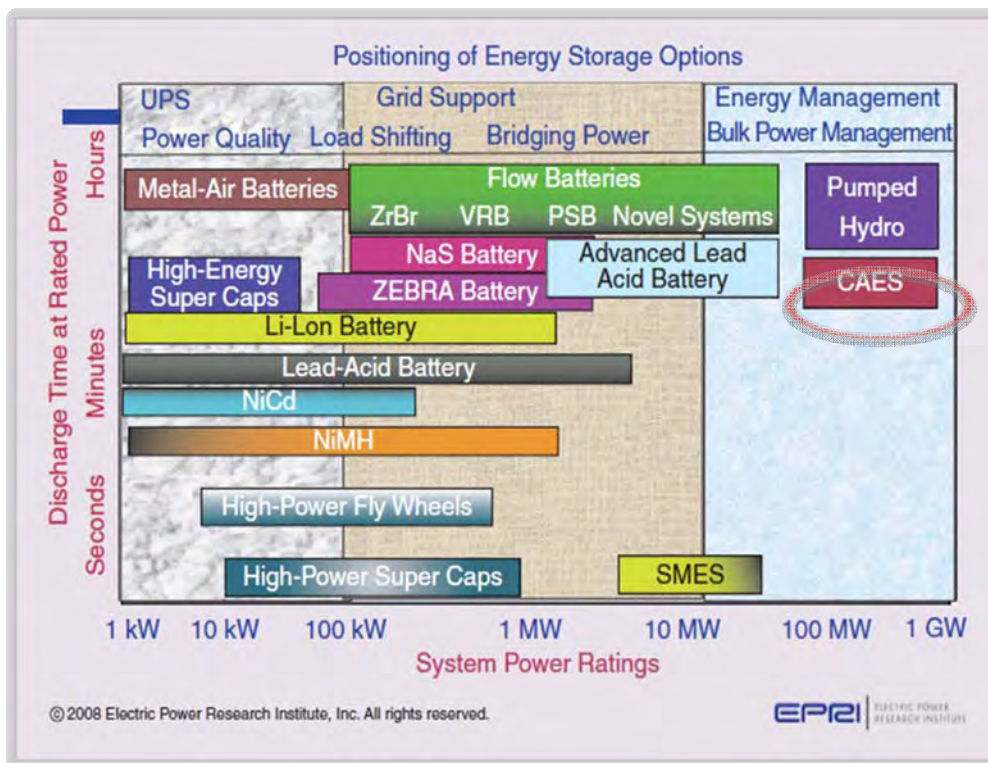 Positioning of Energy Storage Options
UPS
Grid Support
Energy Management
Power Quality
Load Shifting
Bridging Power
Bulk Power Management
Discharge Time at Rated Power
Hours
Minutes
Seconds
Metal-Air Batteries
Flow Batteries
ZrBr VRB PSB Novel Systems
Pumped
Hydro
NaS Battery
Advanced Lead
Acid Battery
High-Energy
Super Caps
ZEBRA Battery
CAES
Li-Lon Battery
Lead-Acid Battery
NiCd
NiMH
High-Power Fly Wheels
High-Power Super Caps
SMES
1 kW 10 kW 100 kW 1 MW 10 MW 100 MW 1 GW
System Power Ratings
© 2008 Electric Power Research Institute, Inc. All rights reserved.
EPRI
ELECTRIC POWER
RESEARCH INSTITUTE